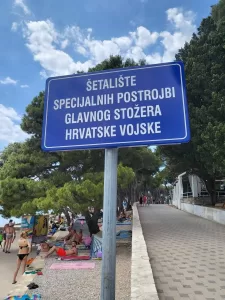 ŠETALIŠTE
SPECIJALNIH POSTROJBI
GLAVNOG STOŽERA
HRVATSKE VOJSKE